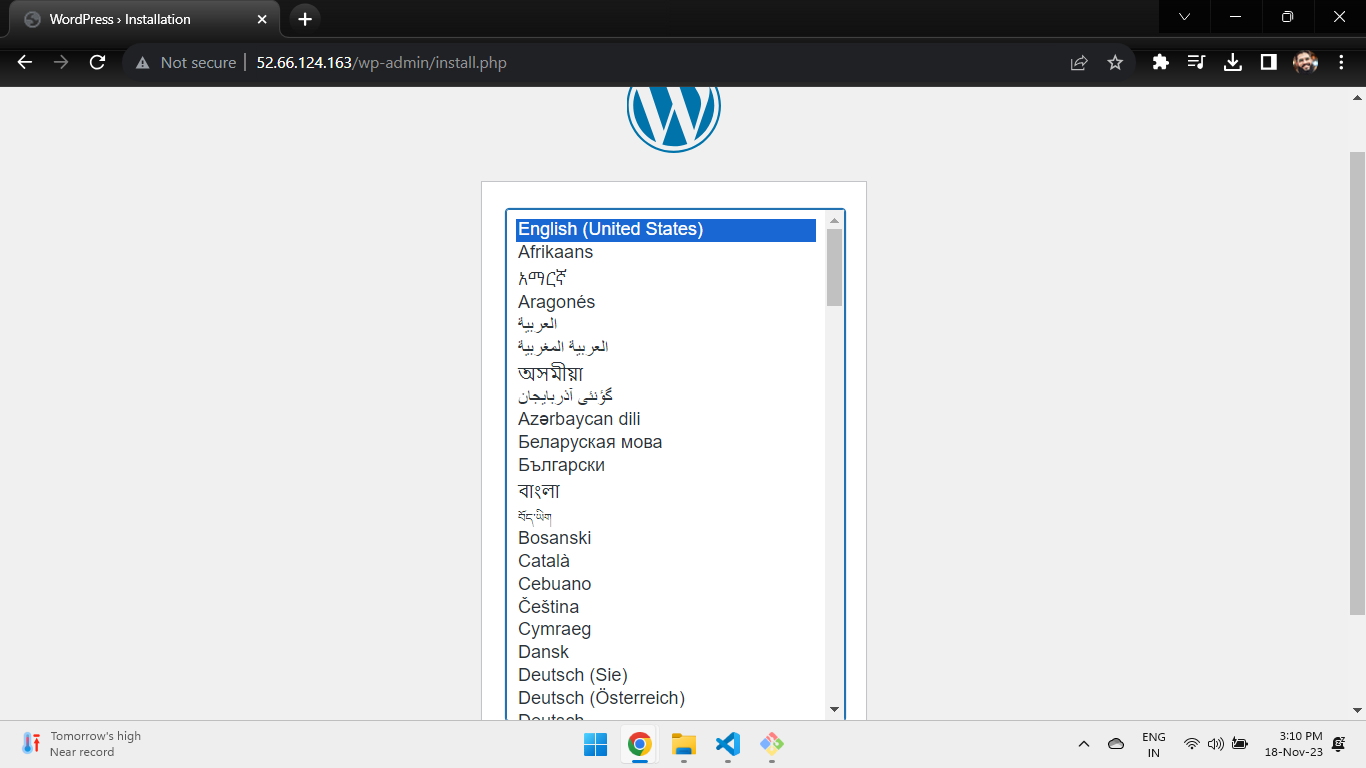 WordPress › Installation
Not secure
52.66.124.163/wp-admin/install.php
English (United States)
Afrikaans
አማርኛ
Aragonés
العربية
العربية المغربية
অসমীয়া
گؤنئی آذربایجان
Azərbaycan dili
Беларуская мова
Български
বাংলা
བོད་ཡིག
Bosanski
Català
Cebuano
Čeština
Cymraeg
Dansk
Deutsch (Sie)
Deutsch (Österreich)
Deutsch
Tomorrow's high
Near record
ENG
IN
3:10 PM
18-Nov-23